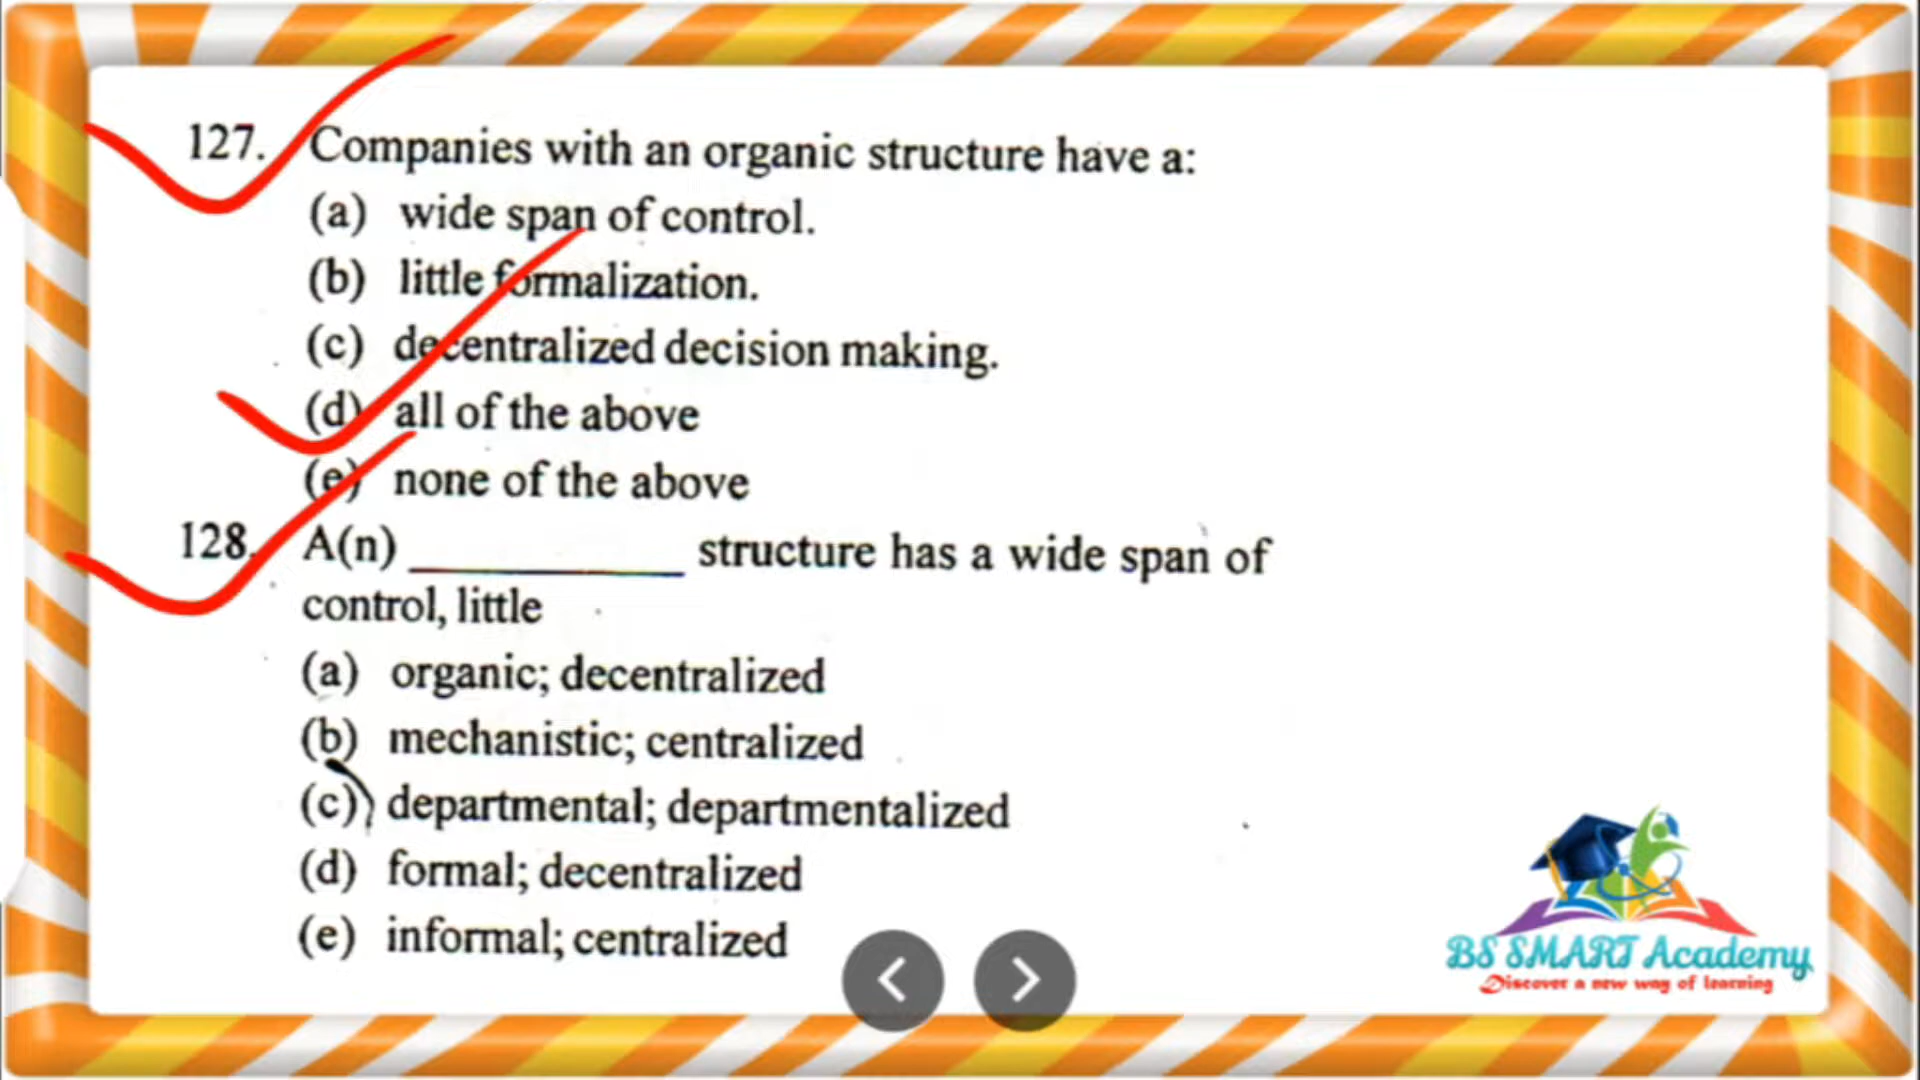 127. Companies with an organic structure have a:
(a) wide span of control.
(b) little formalization.
(c) decentralized decision making.
(d) all of the above
(e) none of the above
128. A(n) ____________ structure has a wide span of
control, little
(a) organic; decentralized
(b) mechanistic; centralized
(c) departmental; departmentalized
(d) formal; decentralized
(e) informal; centralized
BS SMART Academy
Discover a new way of learning